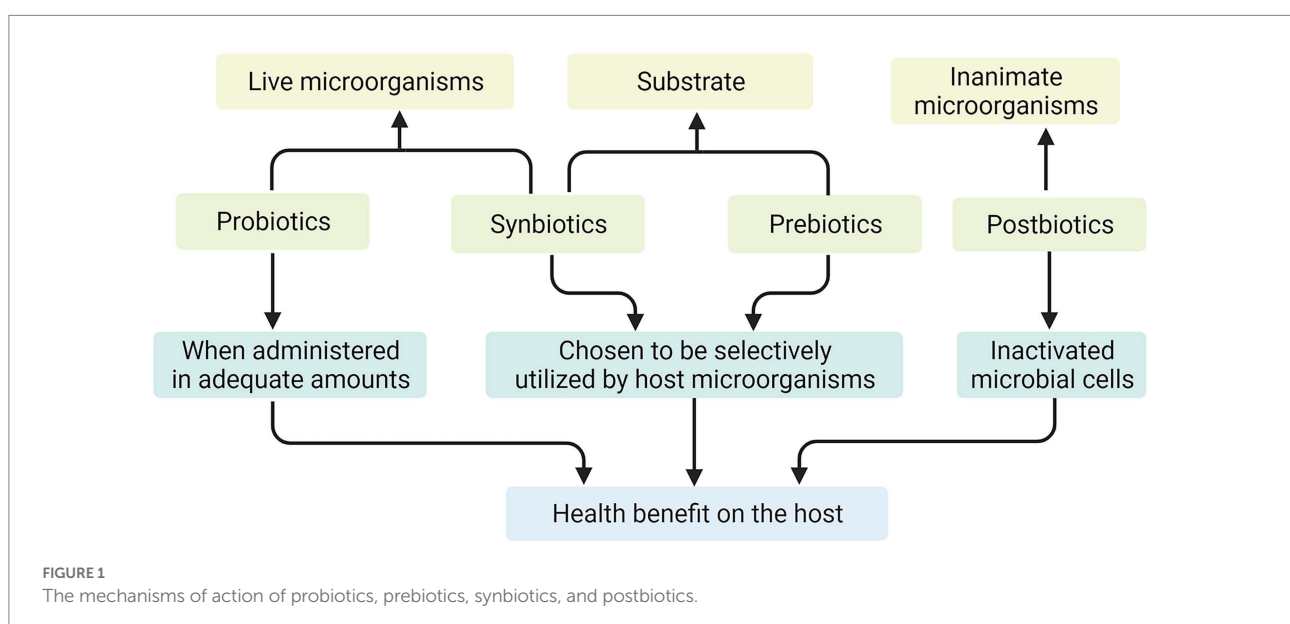 Live microorganisms
Substrate
Inanimate
microorganisms
Probiotics
Synbiotics
Prebiotics
Postbiotics
When administered
in adequate amounts
Chosen to be selectively
utilized by host microorganisms
Inactivated
microbial cells
Health benefit on the host
FIGURE 1
The mechanisms of action of probiotics, prebiotics, synbiotics, and postbiotics.